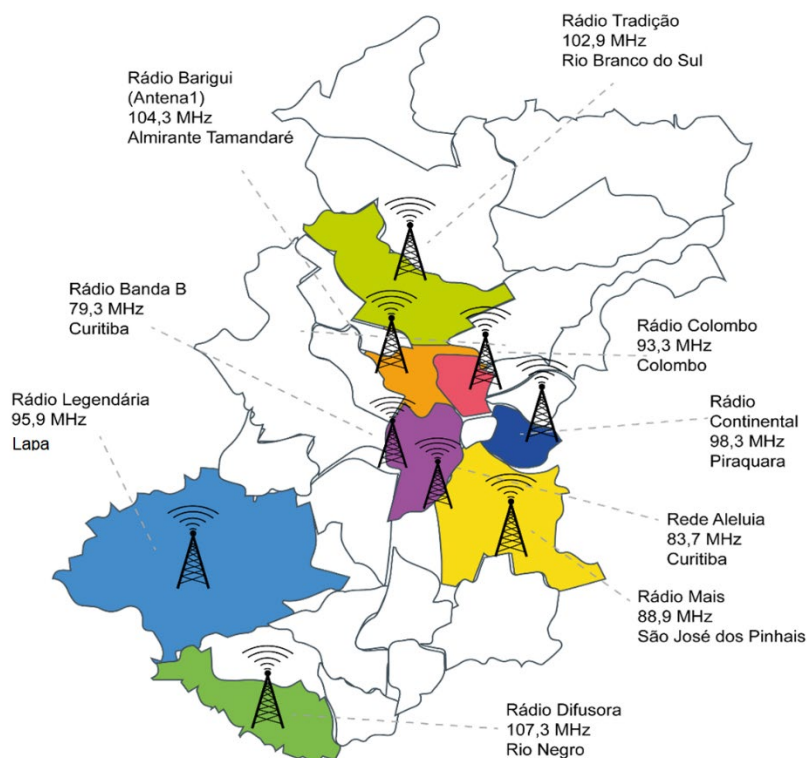 Rádio Tradição
102,9 MHz
Rio Branco do Sul
Rádio Barigui
(Antena1)
104,3 MHz
Almirante Tamandaré
Rádio Banda B
79,3 MHz
Curitiba
Rádio Colombo
93,3 MHz
Colombo
Rádio Legendária
95,9 MHz
Lapa
Rádio
Continental
98,3 MHz
Piraquara
Rede Aleluia
83,7 MHz
Curitiba
Rádio Mais
88,9 MHz
São José dos Pinhais
Rádio Difusora
107,3 MHz
Rio Negro